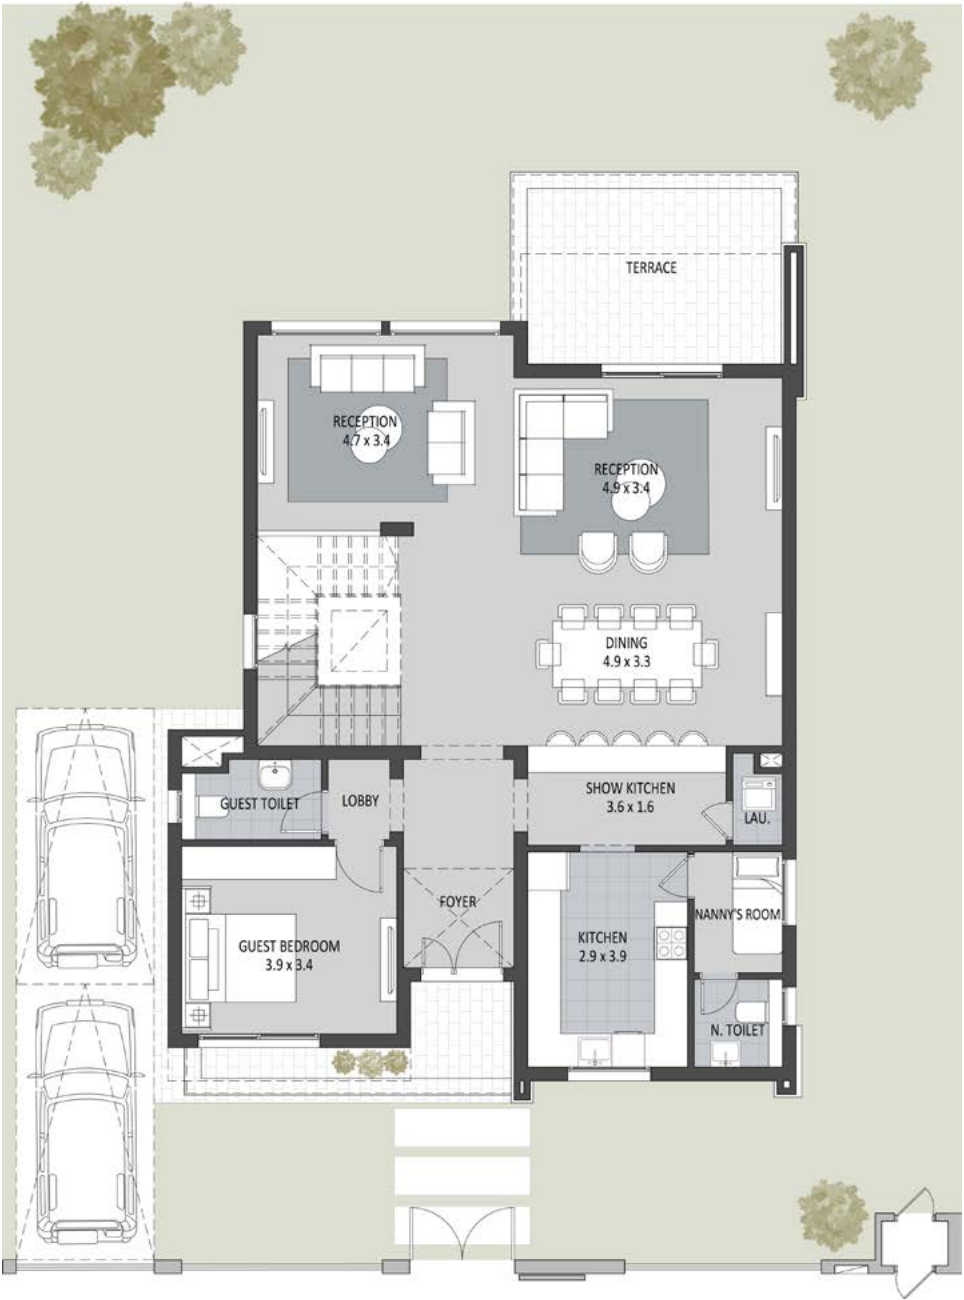 TERRACE
RECEPTION
4.7 x 3.4
RECEPTION
4.9 x 3.4
DINING
4.9 x 3.3
GUEST TOILET
LOBBY
SHOW KITCHEN
3.6 x 1.6
LAU.
FOYER
NANNY'S ROOM
GUEST BEDROOM
3.9 x 3.4
KITCHEN
2.9 x 3.9
N. TOILET